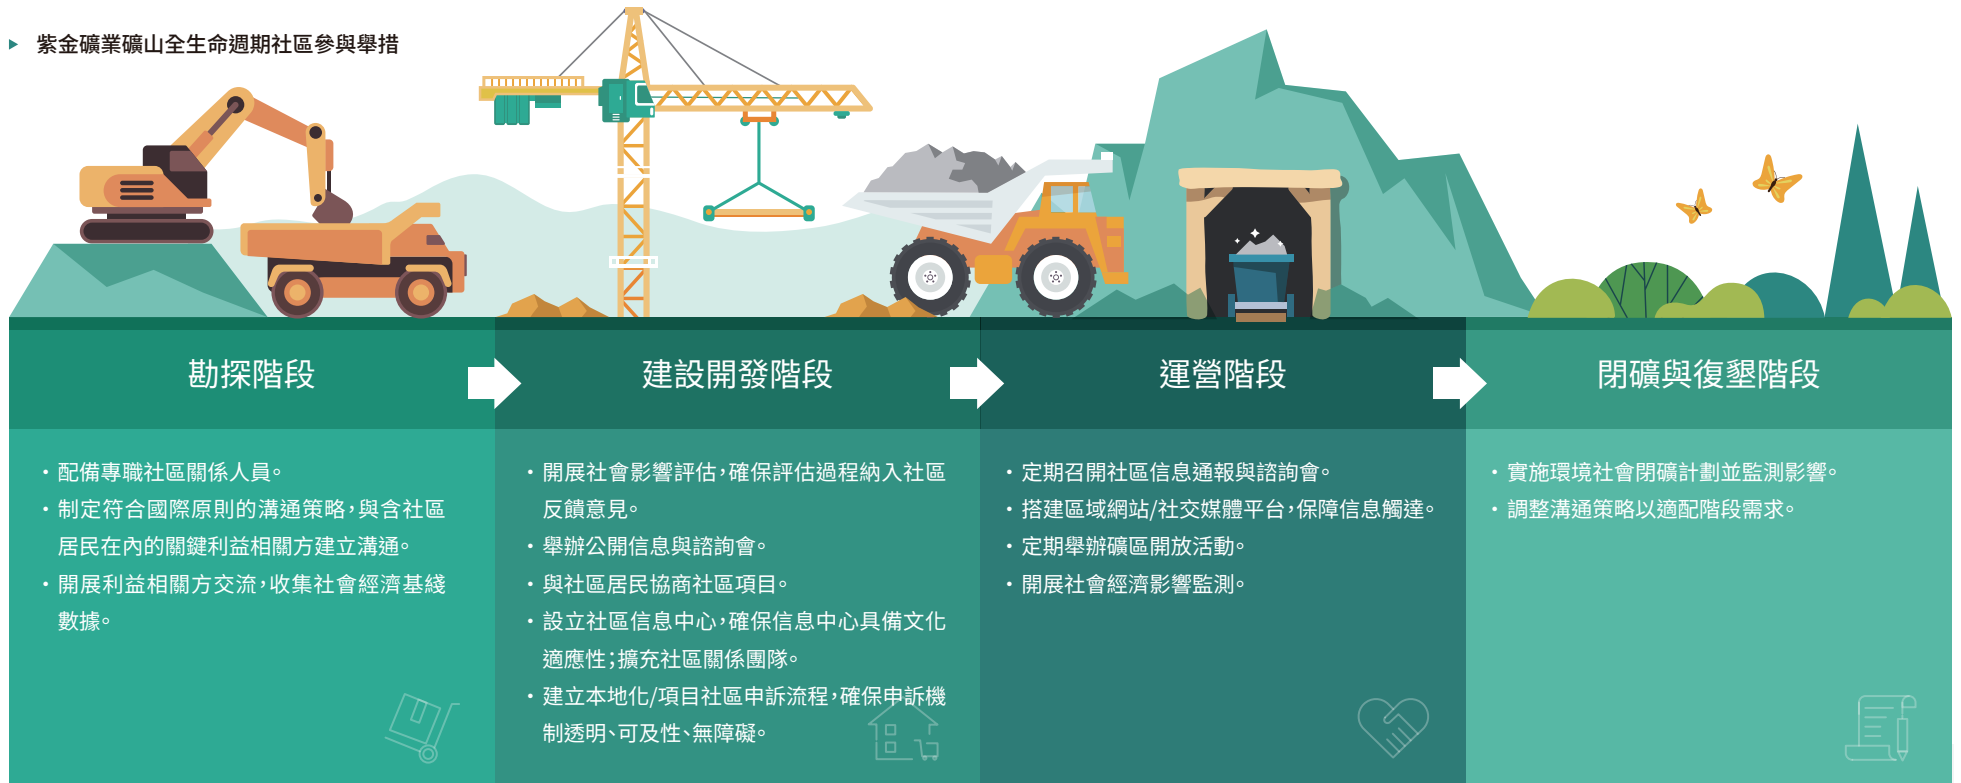 紫金礦業礦山全生命週期社區參與舉措
勘探階段
・配備專職社區關係人員。
・制定符合國際原則的溝通策略，與含社區
居民在內的關鍵利益相關方建立溝通。
・開展利益相關方交流，收集社會經濟基綫
數據。
建設開發階段
・開展社會影響評估，確保評估過程納入社區
反饋意見。
・舉辦公開信息與諮詢會。
・與社區居民協商社區項目。
・設立社區信息中心，確保信息中心具備文化
適應性；擴充社區關係團隊。
・建立本地化/項目社區申訴流程，確保申訴機
制透明、可及性、無障礙。
運營階段
・定期召開社區信息通報與諮詢會。
・搭建區域網站/社交媒體平台，保障信息觸達。
・定期舉辦礦區開放活動。
・開展社會經濟影響監測。
閉礦與復墾階段
・實施環境社會閉礦計劃並監測影響。
・調整溝通策略以適配階段需求。